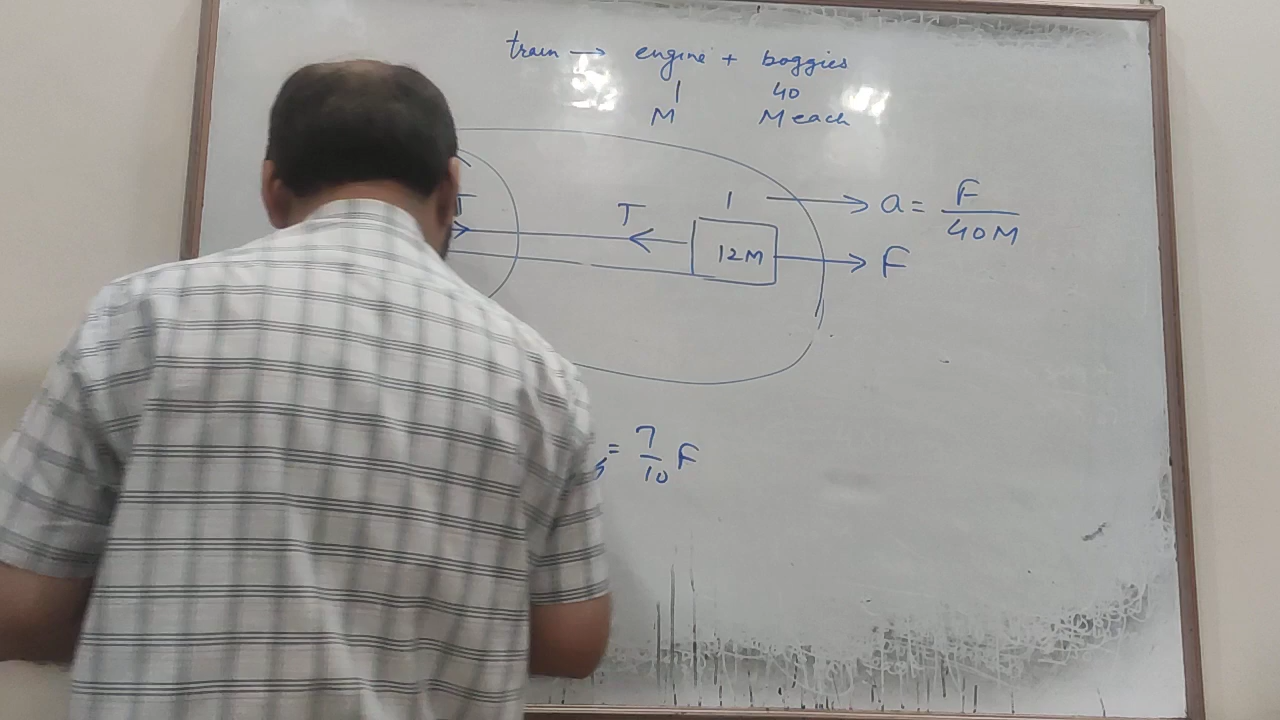 train → engine + boggies
1 40
M M each
T T 1 → a = F / 40M
12M → F
= 7/10 F